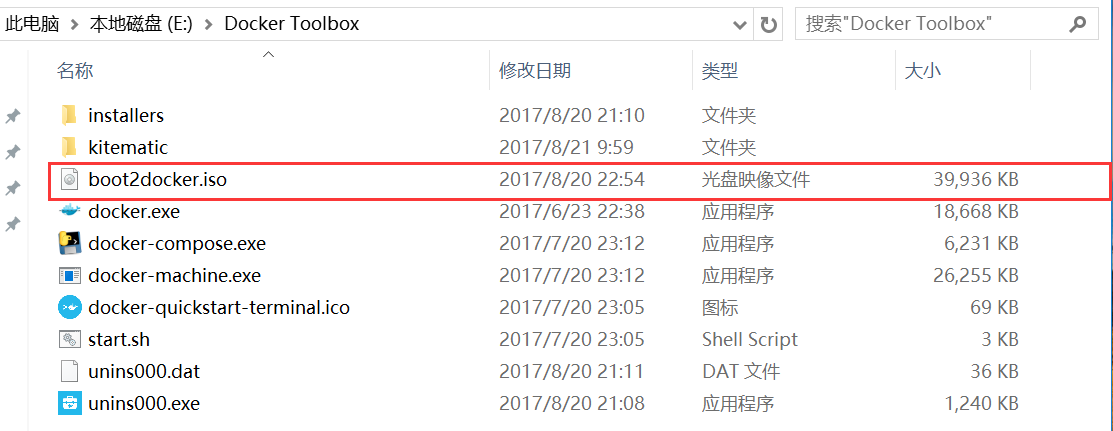 此电脑 > 本地磁盘 (E:) > Docker Toolbox 搜索"Docker Toolbox"
名称 修改日期 类型 大小
installers 2017/8/20 21:10 文件夹
kitematic 2017/8/21 9:59 文件夹
boot2docker.iso 2017/8/20 22:54 光盘映像文件 39,936 KB
docker.exe 2017/6/23 22:38 应用程序 18,668 KB
docker-compose.exe 2017/7/20 23:12 应用程序 6,231 KB
docker-machine.exe 2017/7/20 23:12 应用程序 26,255 KB
docker-quickstart-terminal.ico 2017/7/20 23:05 图标 69 KB
start.sh 2017/7/20 23:05 Shell Script 3 KB
unins000.dat 2017/8/20 21:11 DAT 文件 36 KB
unins000.exe 2017/8/20 21:08 应用程序 1,240 KB